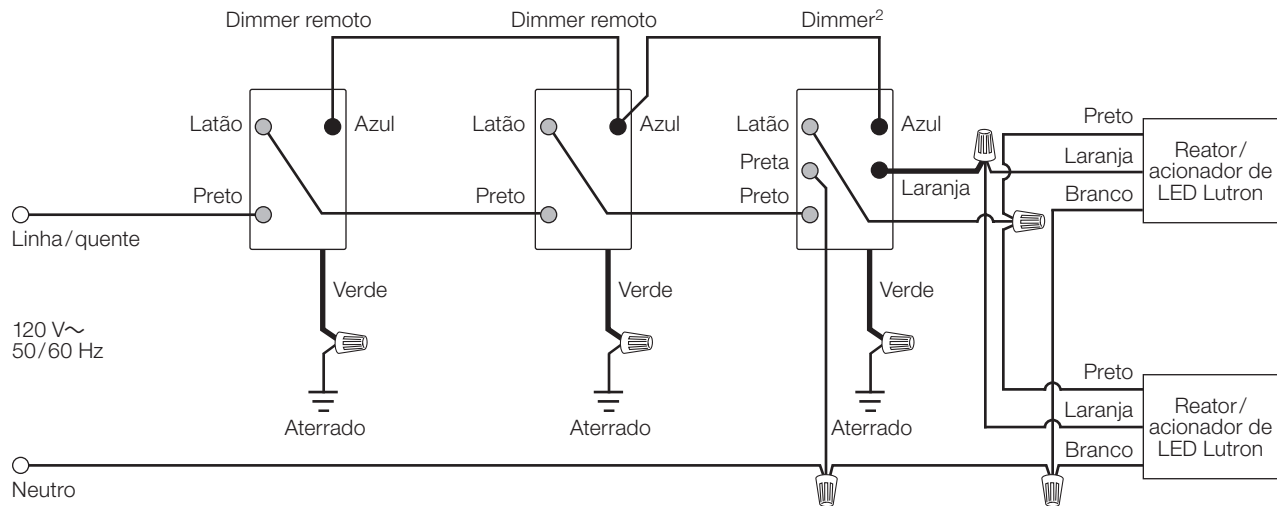 Dimmer remoto
Dimmer remoto
Dimmer²
Latão
Azul
Latão
Azul
Latão
Azul
Preto
Reator/
acionador de
LED Lutron
Preta
Laranja
Laranja
Preto
Preto
Preto
Branco
Linha/quente
Verde
Verde
Verde
120 V~
50/60 Hz
Preto
Reator/
acionador de
LED Lutron
Aterrado
Aterrado
Aterrado
Laranja
Branco
Neutro